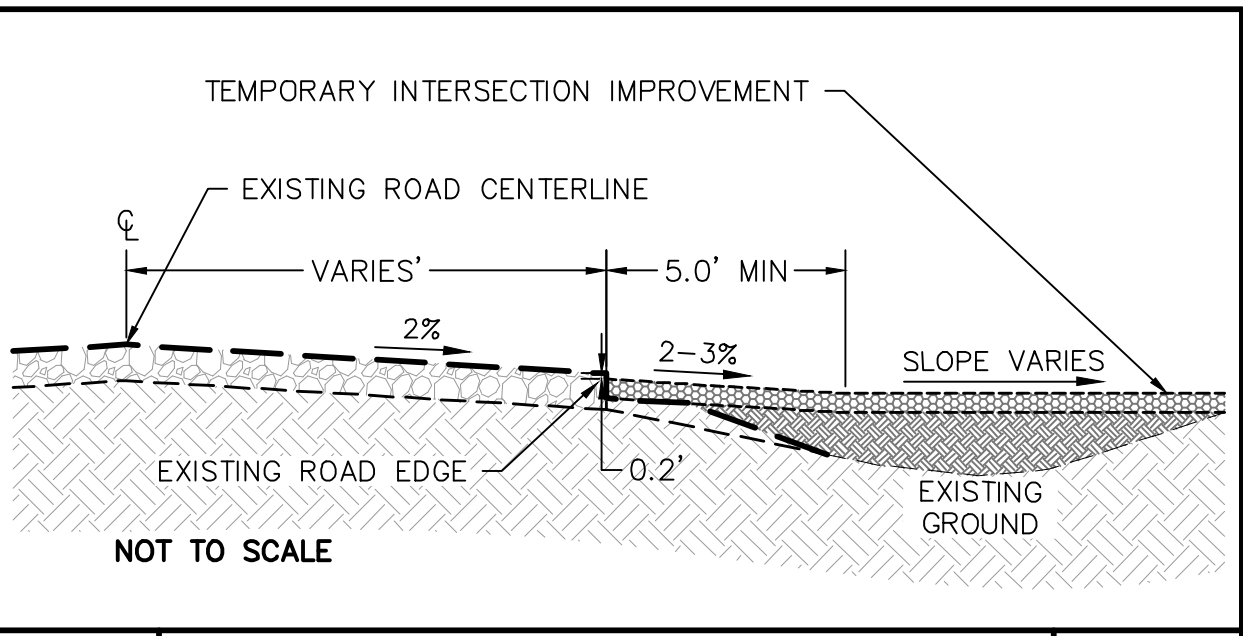 TEMPORARY INTERSECTION IMPROVEMENT
EXISTING ROAD CENTERLINE
℄
VARIES'
5.0' MIN
2%
2-3%
SLOPE VARIES
EXISTING ROAD EDGE
0.2'
EXISTING
GROUND
NOT TO SCALE